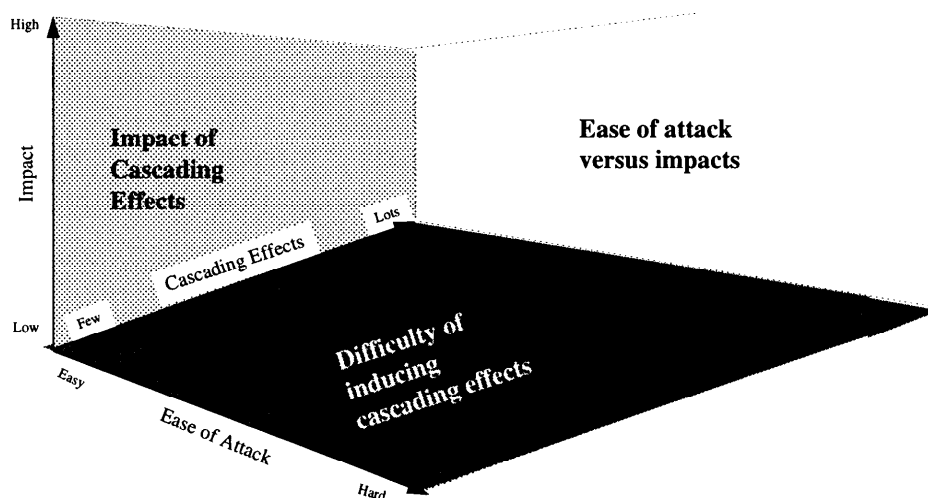 High
Impact of
Cascading
Effects
Ease of attack
versus impacts
Impact
Lots
Cascading Effects
Few
Low
Difficulty of
inducing
cascading effects
Easy
Ease of Attack
Hard